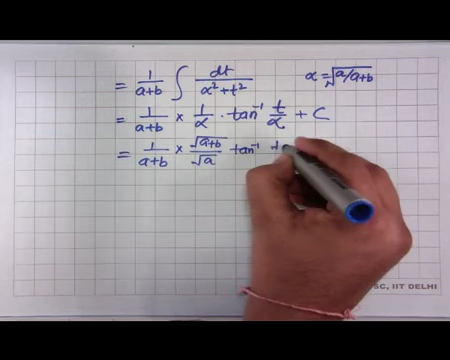 = 1/(a+b) ∫ dt/(α² + t²)    α = √(a/a+b)
= 1/(a+b) × 1/α · tan⁻¹ t/α + C
= 1/(a+b) × √(a+b)/√a tan⁻¹
SC, IIT DELHI